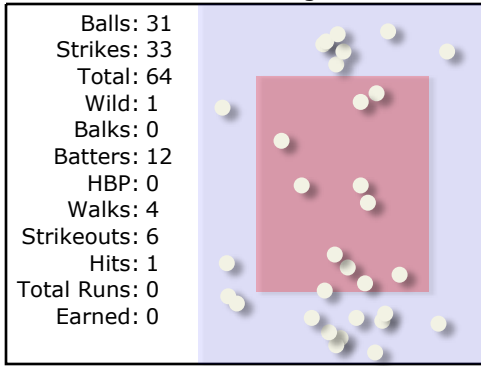 Balls: 31
Strikes: 33
Total: 64
Wild: 1
Balks: 0
Batters: 12
HBP: 0
Walks: 4
Strikeouts: 6
Hits: 1
Total Runs: 0
Earned: 0